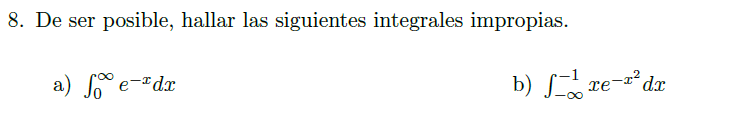 8. De ser posible, hallar las siguientes integrales impropias.
a) ∫₀^∞ e^{-x} dx b) ∫_{-∞}^{-1} xe^{-x²} dx